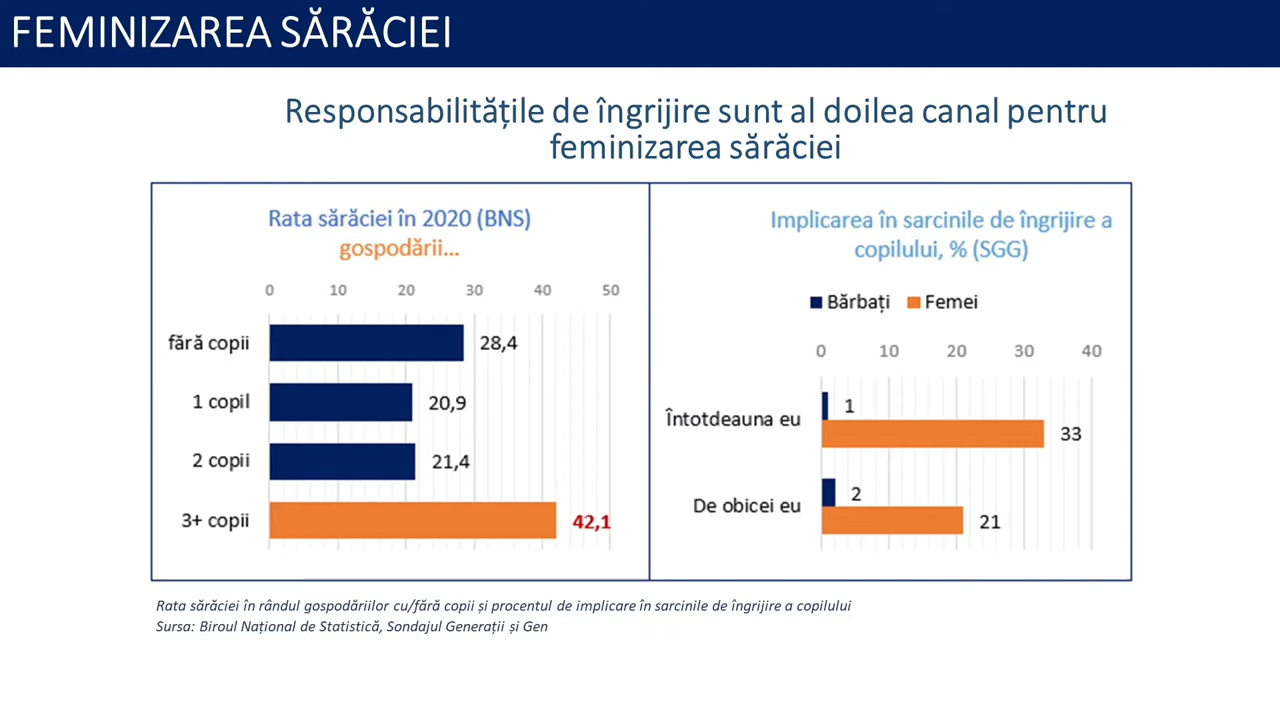 FEMINIZAREA SĂRĂCIEI
Responsabilitățile de îngrijire sunt al doilea canal pentru
feminizarea sărăciei
Rata sărăciei în 2020 (BNS)
gospodării...
0 10 20 30 40 50
fără copii 28,4
1 copil 20,9
2 copii 21,4
3+ copii 42,1
Implicarea în sarcinile de îngrijire a
copilului, % (SGG)
Bărbați Femei
0 10 20 30 40
1
Întotdeauna eu
33
2
De obicei eu
21
Rata sărăciei în rândul gospodăriilor cu/fără copii și procentul de implicare în sarcinile de îngrijire a copilului
Sursa: Biroul Național de Statistică, Sondajul Generații și Gen